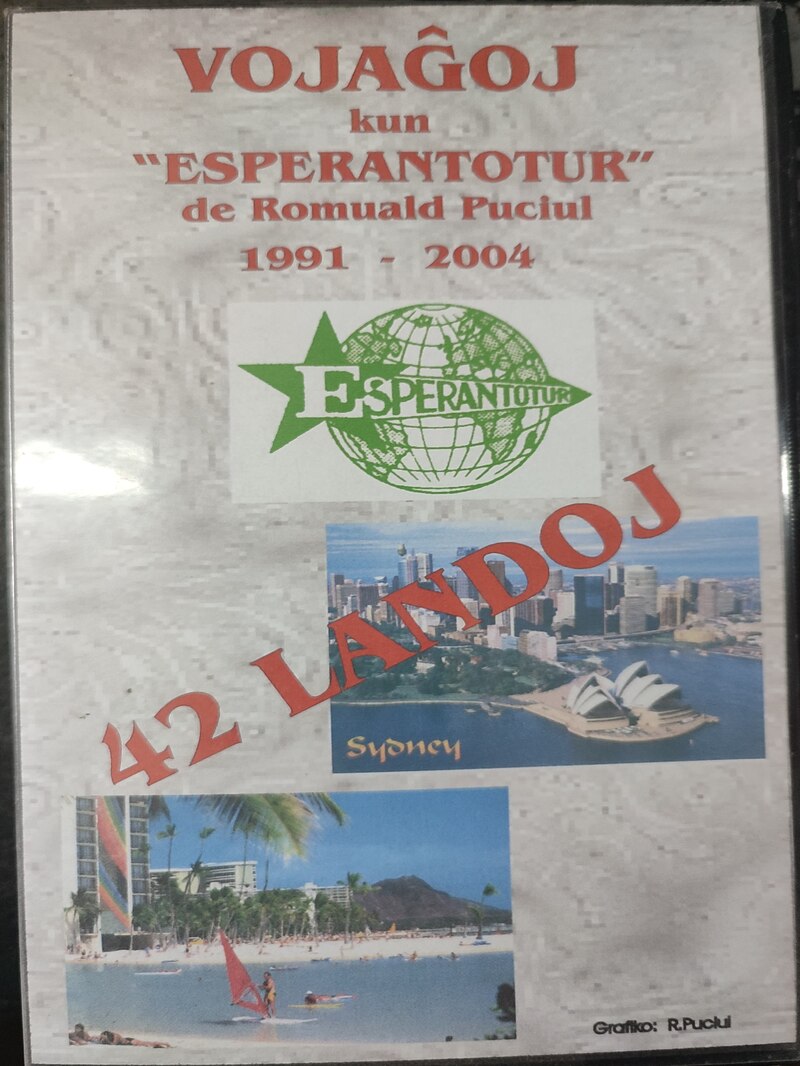 VOJAĜOJ
kun
"ESPERANTOTUR"
de Romuald Puciul
1991 - 2004
ESPERANTOTUR
42 LANDOJ
Sydney
Grafiko: R.Puciul